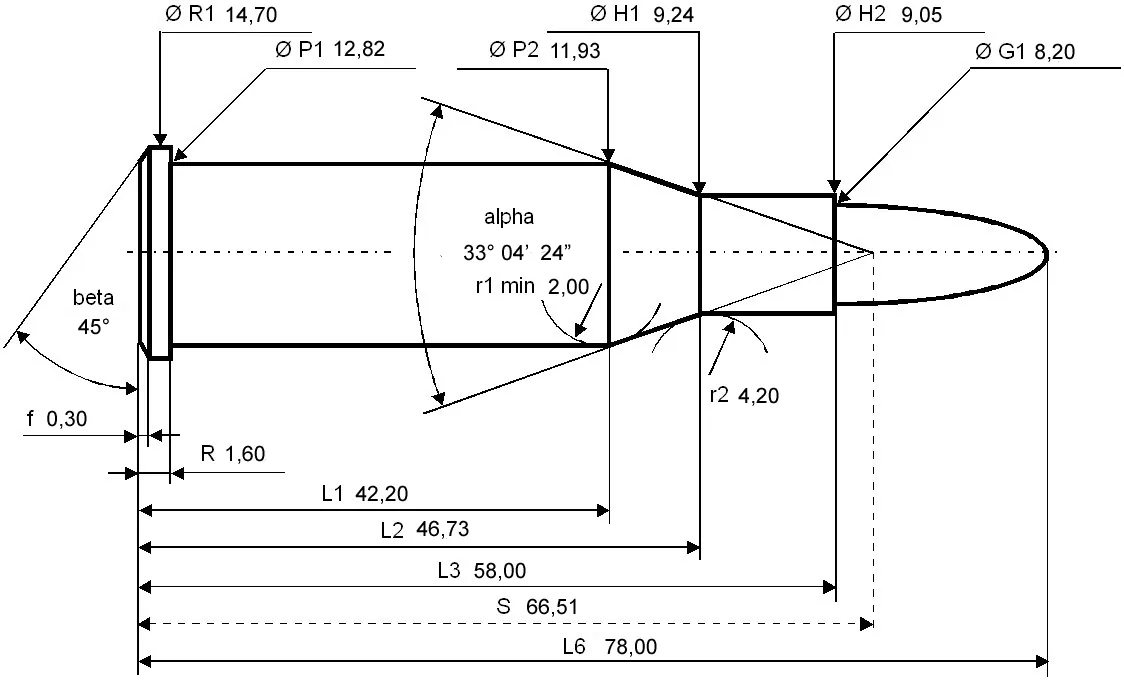 Ø R1 14,70
Ø H1 9,24
Ø H2 9,05
Ø P1 12,82
Ø P2 11,93
Ø G1 8,20
alpha
33° 04’ 24”
r1 min 2,00
beta
45°
r2 4,20
f 0,30
R 1,60
L1 42,20
L2 46,73
L3 58,00
S 66,51
L6 78,00